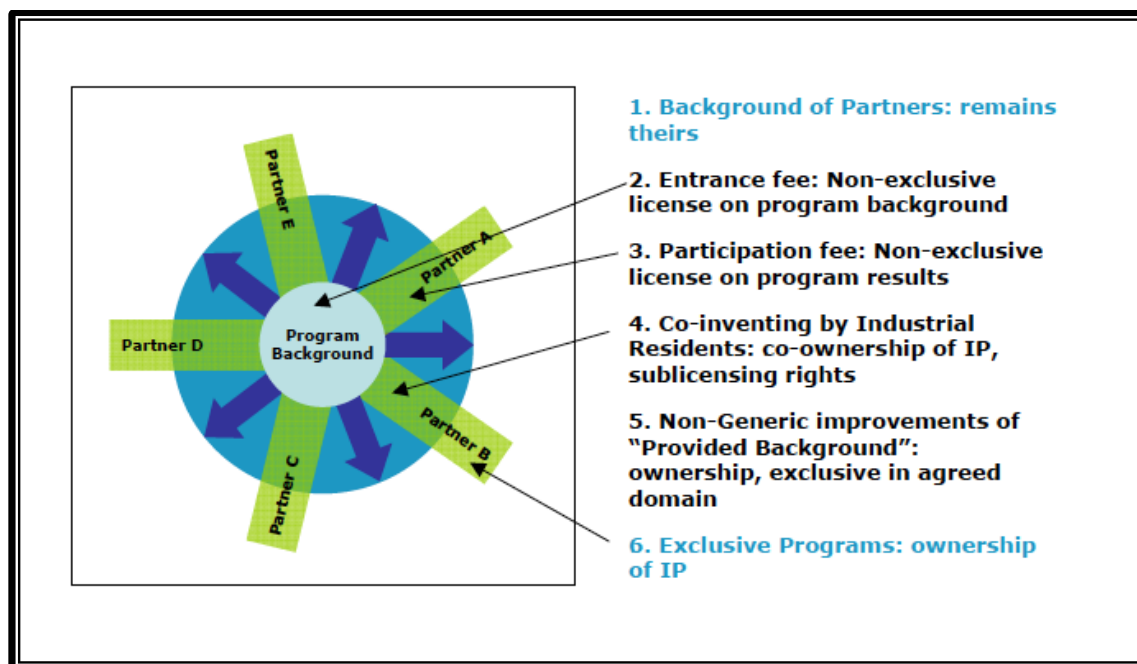 1. Background of Partners: remains
theirs
2. Entrance fee: Non-exclusive
license on program background
3. Participation fee: Non-exclusive
license on program results
4. Co-inventing by Industrial
Residents: co-ownership of IP,
sublicensing rights
5. Non-Generic improvements of
“Provided Background”:
ownership, exclusive in agreed
domain
6. Exclusive Programs: ownership
of IP
Partner E
Partner A
Partner D
Program
Background
Partner B
Partner C